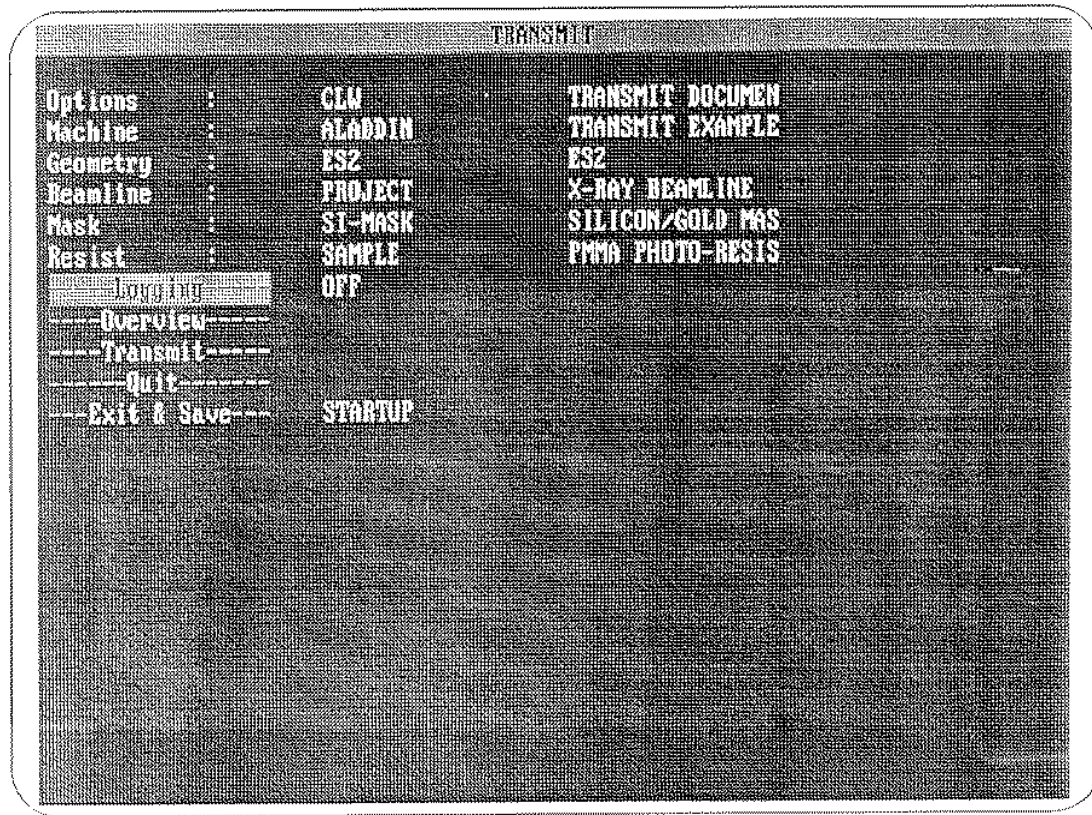 TRANSMIT
Options : CLW TRANSMIT DOCUMEN
Machine : ALADDIN TRANSMIT EXAMPLE
Geometry : ES2 ES2
Beamline : PROJECT X-RAY BEAMLINE
Mask : SI-MASK SILICON/GOLD MAS
Resist : SAMPLE PMMA PHOTO-RESIS
Logging OFF
----Overview-----
----Transmit-----
------Quit-------
---Exit & Save--- STARTUP